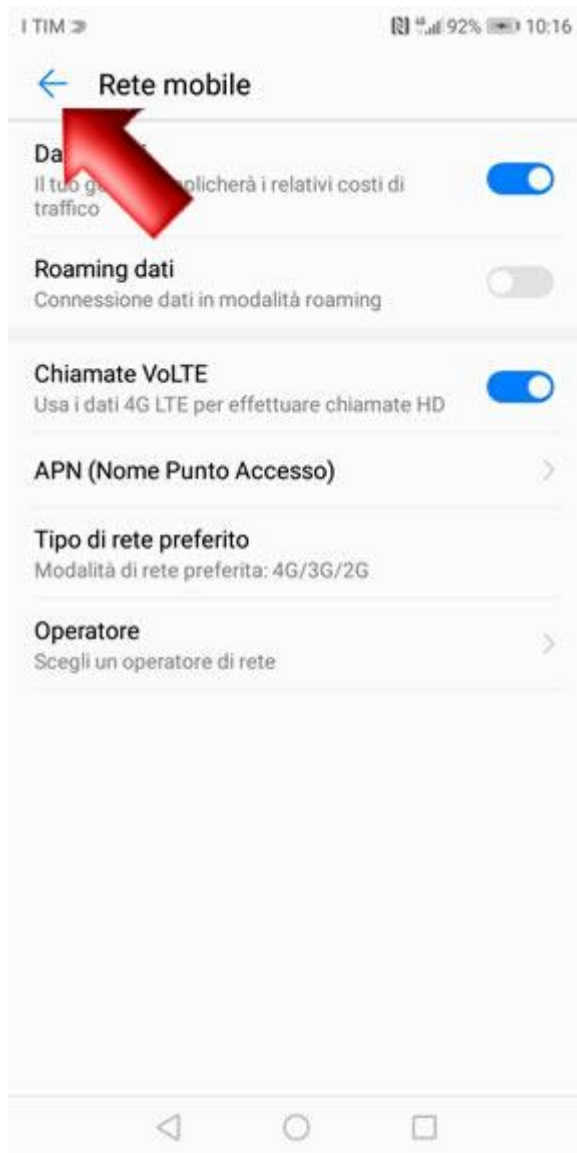 I TIM 92% 10:16
Rete mobile
Da
Il tuo g plicherà i relativi costi di
traffico
Roaming dati
Connessione dati in modalità roaming
Chiamate VoLTE
Usa i dati 4G LTE per effettuare chiamate HD
APN (Nome Punto Accesso)
Tipo di rete preferito
Modalità di rete preferita: 4G/3G/2G
Operatore
Scegli un operatore di rete